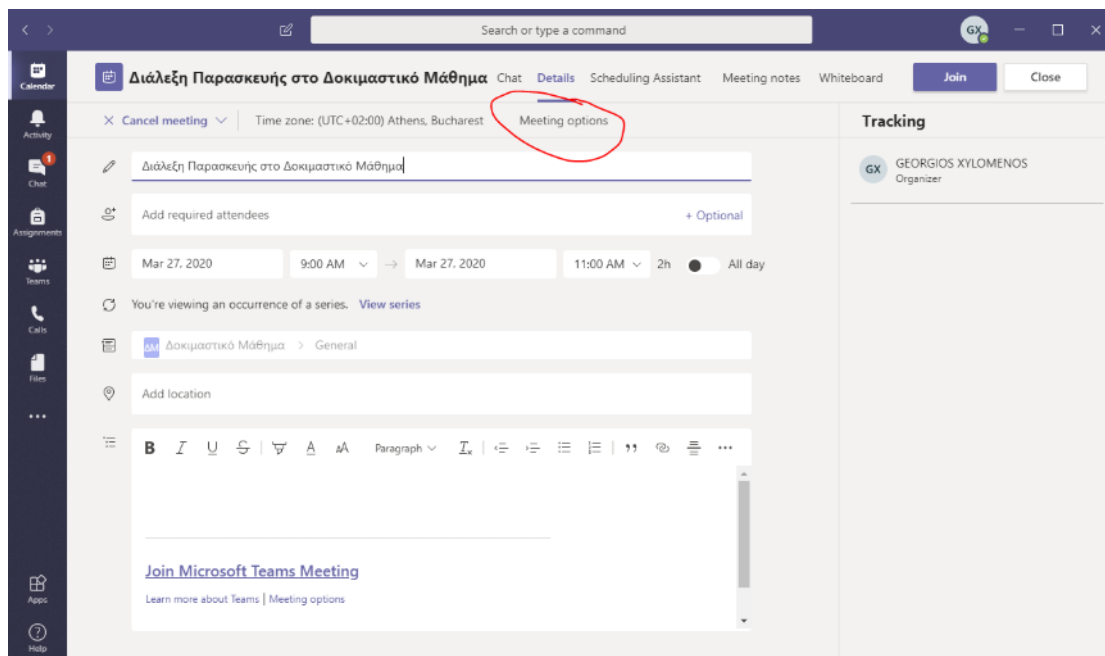 Search or type a command
GX
Calendar
Activity
1
Chat
Assignments
Teams
Calls
Files
Apps
Help
Διάλεξη Παρασκευής στο Δοκιμαστικό Μάθημα Chat Details Scheduling Assistant Meeting notes Whiteboard Join Close
Cancel meeting Time zone: (UTC+02:00) Athens, Bucharest Meeting options
Διάλεξη Παρασκευής στο Δοκιμαστικό Μάθημα
Add required attendees + Optional
Mar 27, 2020 9:00 AM → Mar 27, 2020 11:00 AM 2h All day
You're viewing an occurrence of a series. View series
ΔΜ Δοκιμαστικό Μάθημα > General
Add location
B I U S A AA Paragraph Ix
Join Microsoft Teams Meeting
Learn more about Teams | Meeting options
Tracking
GX GEORGIOS XYLOMENOS
Organizer